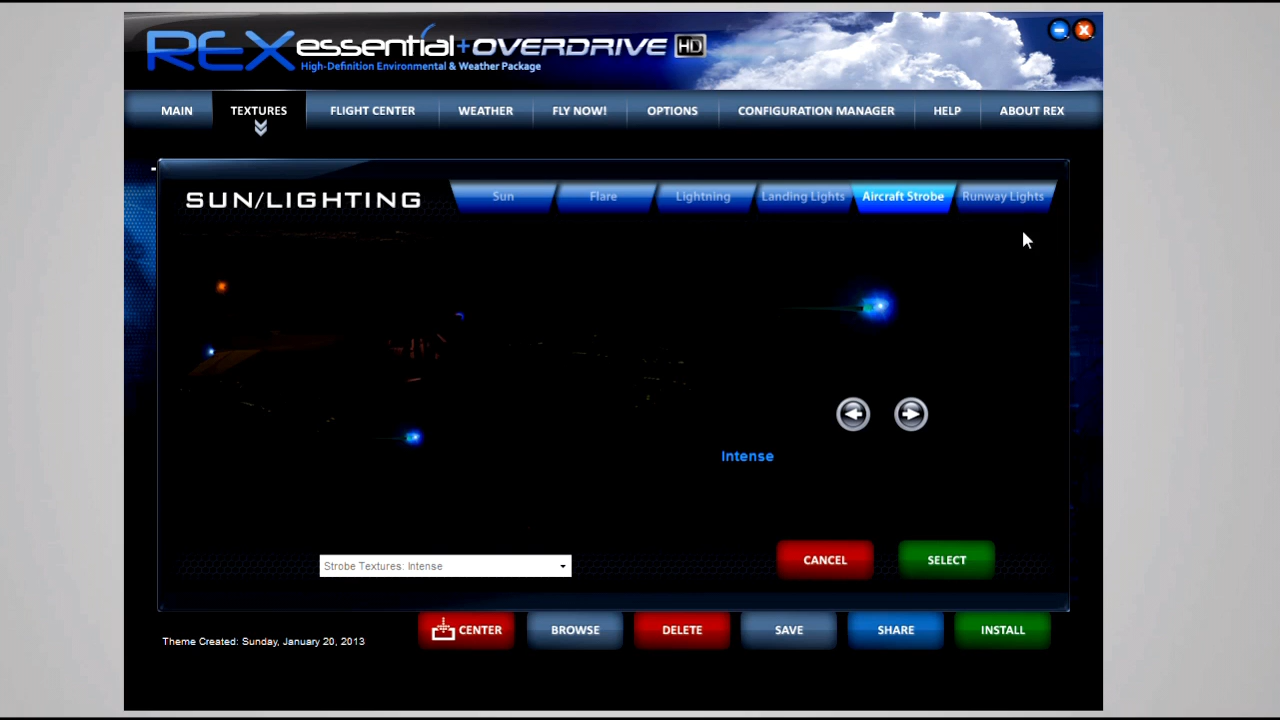 REX essential+OVERDRIVE HD
High-Definition Environmental & Weather Package
MAIN TEXTURES FLIGHT CENTER WEATHER FLY NOW! OPTIONS CONFIGURATION MANAGER HELP ABOUT REX
SUN/LIGHTING
Sun Flare Lightning Landing Lights Aircraft Strobe Runway Lights
Intense
Strobe Textures: Intense
CANCEL SELECT
Theme Created: Sunday, January 20, 2013
CENTER BROWSE DELETE SAVE SHARE INSTALL